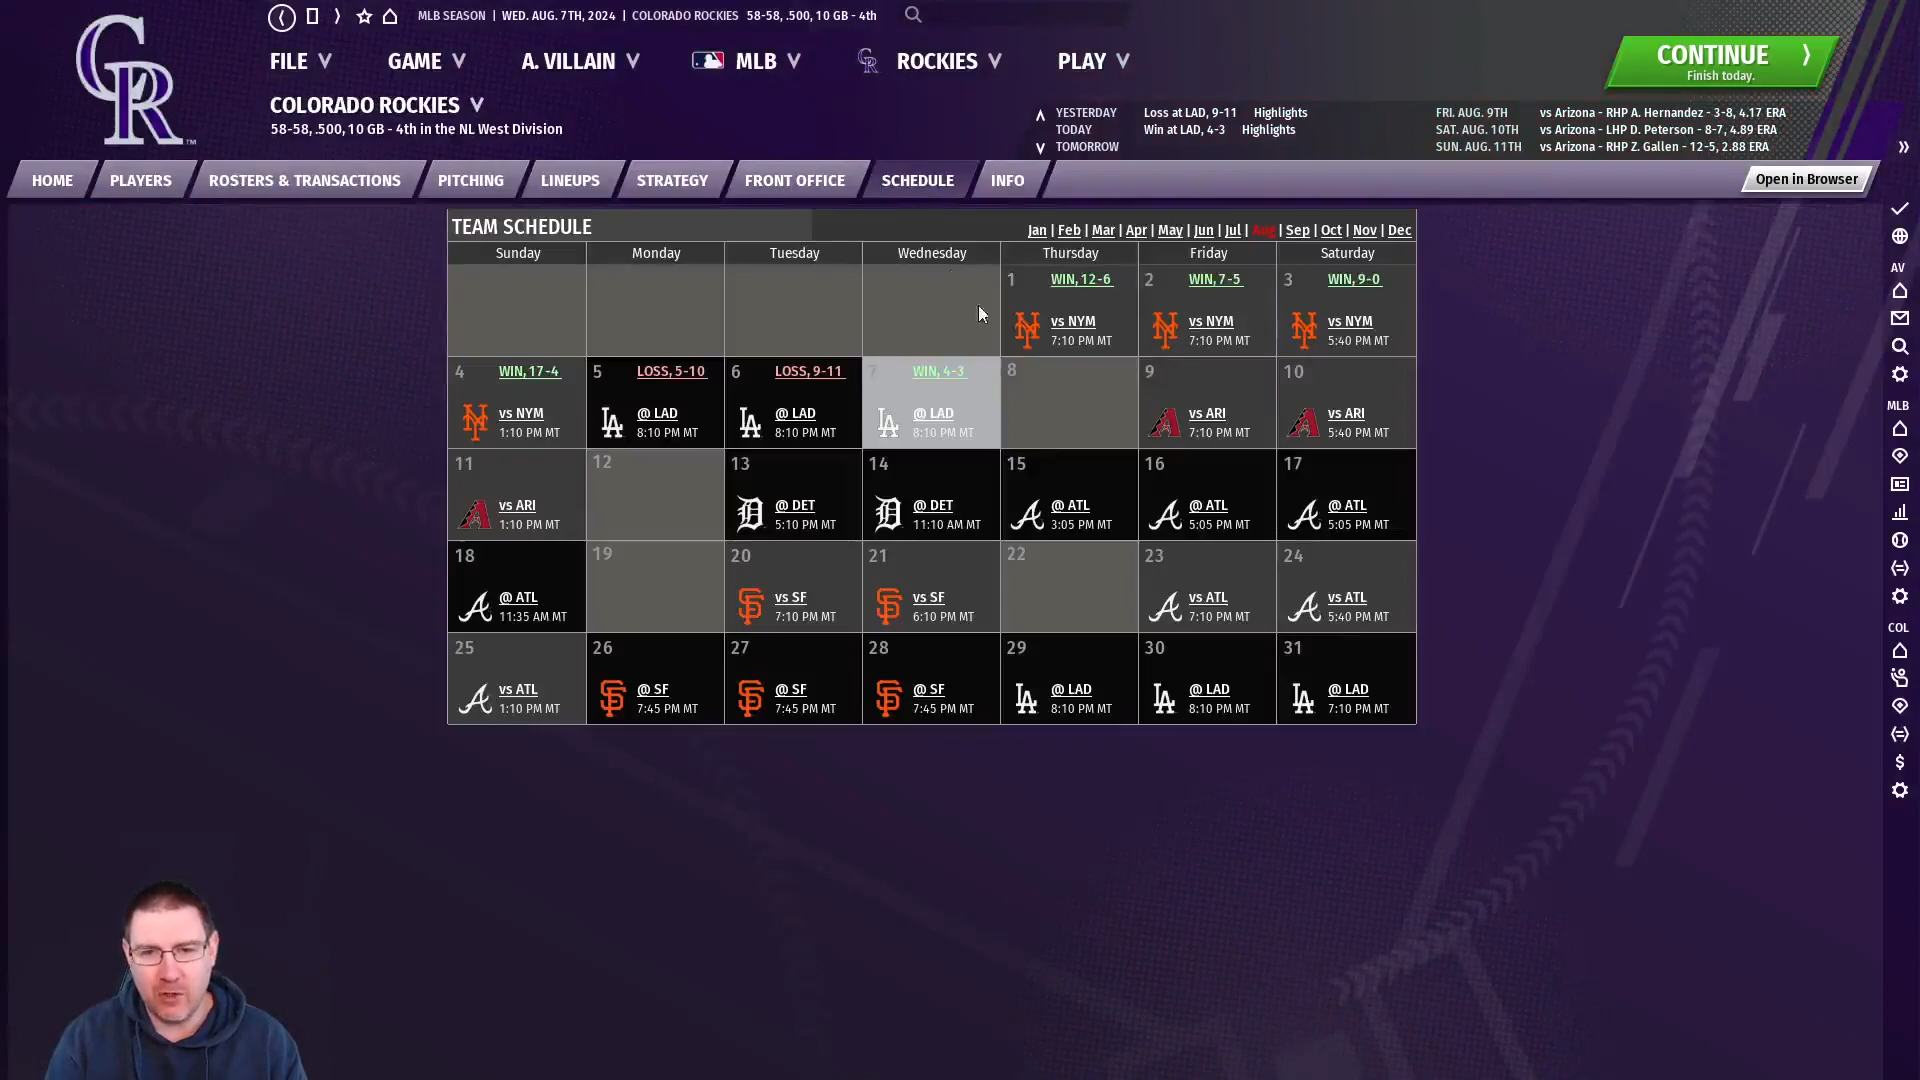 MLB SEASON | WED. AUG. 7TH, 2024 | COLORADO ROCKIES 58-58, .500, 10 GB - 4th
FILE GAME A. VILLAIN MLB ROCKIES PLAY
CONTINUE
Finish today.
COLORADO ROCKIES
58-58, .500, 10 GB - 4th in the NL West Division
YESTERDAY Loss at LAD, 9-11 Highlights
TODAY Win at LAD, 4-3 Highlights
TOMORROW
FRI. AUG. 9TH vs Arizona - RHP A. Hernandez - 3-8, 4.17 ERA
SAT. AUG. 10TH vs Arizona - LHP D. Peterson - 8-7, 4.89 ERA
SUN. AUG. 11TH vs Arizona - RHP Z. Gallen - 12-5, 2.88 ERA
HOME PLAYERS ROSTERS & TRANSACTIONS PITCHING LINEUPS STRATEGY FRONT OFFICE SCHEDULE INFO
Open in Browser
TEAM SCHEDULE
Jan | Feb | Mar | Apr | May | Jun | Jul | Aug | Sep | Oct | Nov | Dec
Sunday Monday Tuesday Wednesday Thursday Friday Saturday
1 WIN, 12-6 2 WIN, 7-5 3 WIN, 9-0
vs NYM vs NYM vs NYM
7:10 PM MT 7:10 PM MT 5:40 PM MT
4 WIN, 17-4 5 LOSS, 5-10 6 LOSS, 9-11 7 WIN, 4-3 8 9 10
vs NYM @ LAD @ LAD @ LAD vs ARI vs ARI
1:10 PM MT 8:10 PM MT 8:10 PM MT 8:10 PM MT 7:10 PM MT 5:40 PM MT
11 12 13 14 15 16 17
vs ARI @ DET @ DET @ ATL @ ATL @ ATL
1:10 PM MT 5:10 PM MT 11:10 AM MT 3:05 PM MT 5:05 PM MT 5:05 PM MT
18 19 20 21 22 23 24
@ ATL vs SF vs SF vs ATL vs ATL
11:35 AM MT 7:10 PM MT 6:10 PM MT 7:10 PM MT 5:40 PM MT
25 26 27 28 29 30 31
vs ATL @ SF @ SF @ SF @ LAD @ LAD @ LAD
1:10 PM MT 7:45 PM MT 7:45 PM MT 7:45 PM MT 8:10 PM MT 8:10 PM MT 7:10 PM MT
AV
MLB
COL